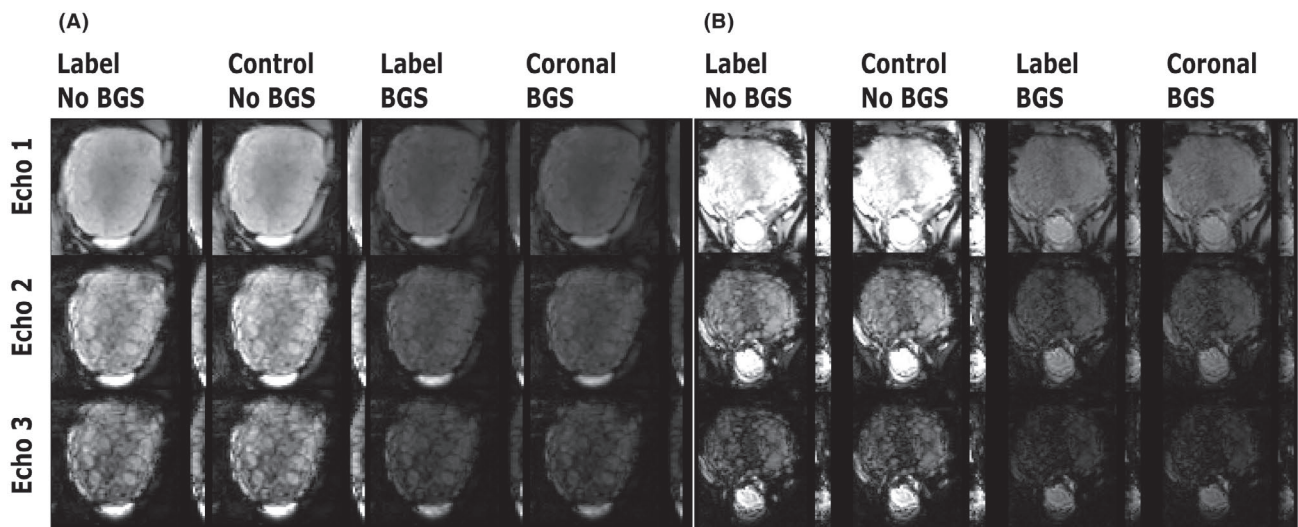 (A)
(B)
Label Control Label Coronal
No BGS No BGS BGS BGS
Label Control Label Coronal
No BGS No BGS BGS BGS
Echo 1
Echo 2
Echo 3